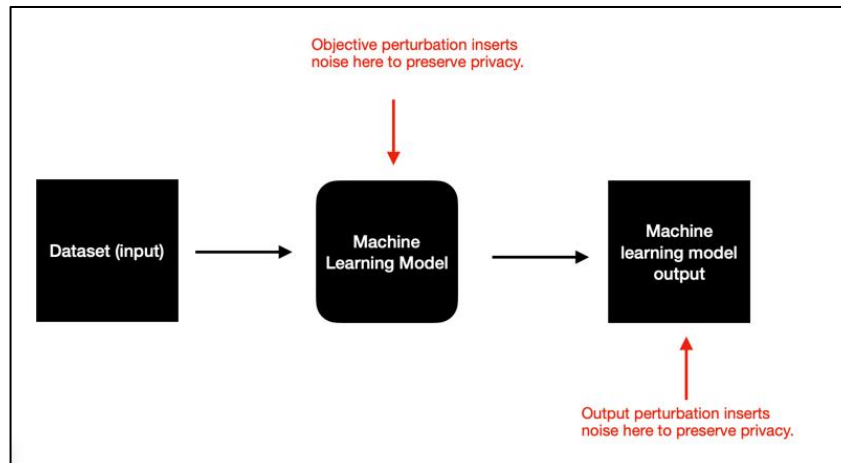 Objective perturbation inserts
noise here to preserve privacy.
Dataset (input)
Machine
Learning Model
Machine
learning model
output
Output perturbation inserts
noise here to preserve privacy.